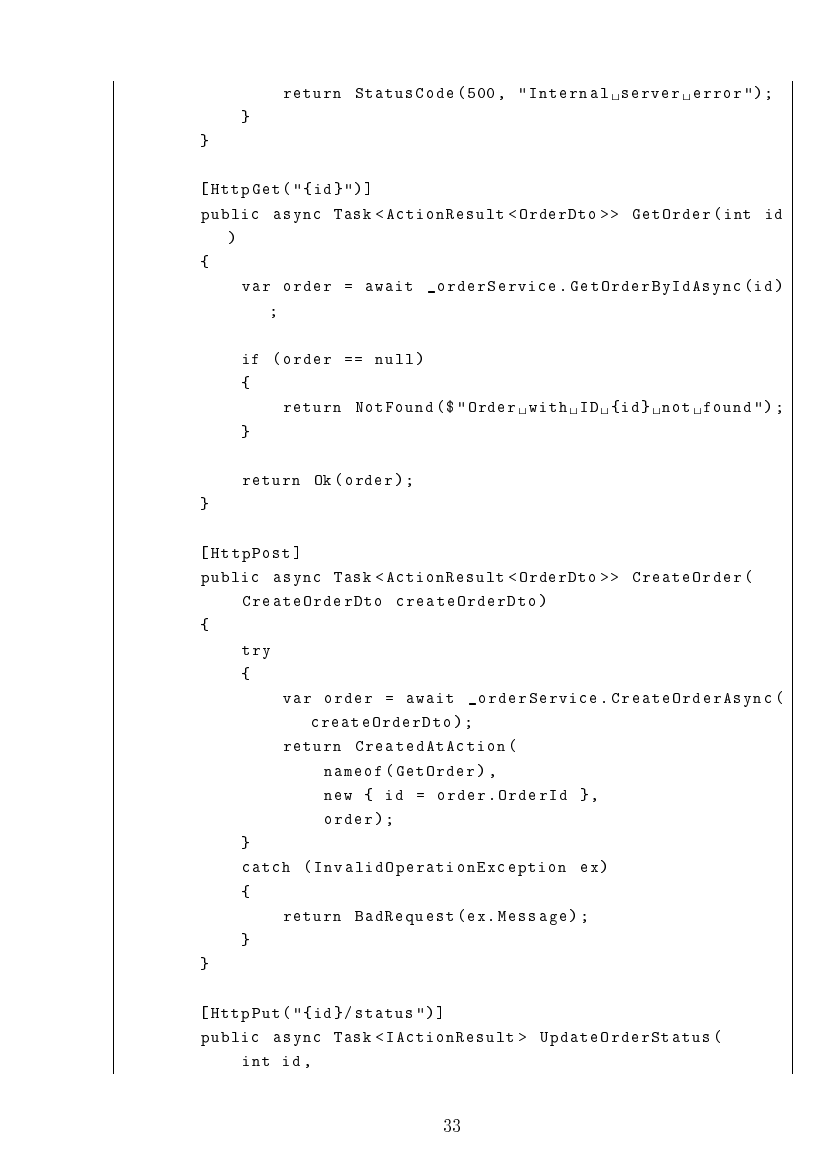 return StatusCode(500, "Internal␣server␣error");
}
}
[HttpGet("{id}")]
public async Task<ActionResult<OrderDto>> GetOrder(int id
)
{
var order = await _orderService.GetOrderByIdAsync(id)
;
if (order == null)
{
return NotFound($"Order␣with␣ID␣{id}␣not␣found");
}
return Ok(order);
}
[HttpPost]
public async Task<ActionResult<OrderDto>> CreateOrder(
CreateOrderDto createOrderDto)
{
try
{
var order = await _orderService.CreateOrderAsync(
createOrderDto);
return CreatedAtAction(
nameof(GetOrder),
new { id = order.OrderId },
order);
}
catch (InvalidOperationException ex)
{
return BadRequest(ex.Message);
}
}
[HttpPut("{id}/status")]
public async Task<IActionResult> UpdateOrderStatus(
int id,
33